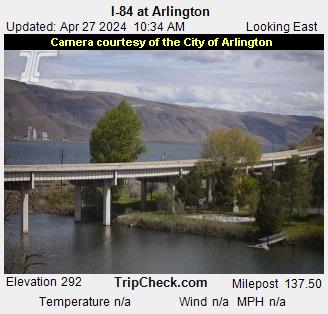 I-84 at Arlington
Updated: Apr 27 2024 10:34 AM Looking East
Camera courtesy of the City of Arlington
Elevation 292 TripCheck.com Milepost 137.50
Temperature n/a Wind n/a MPH n/a